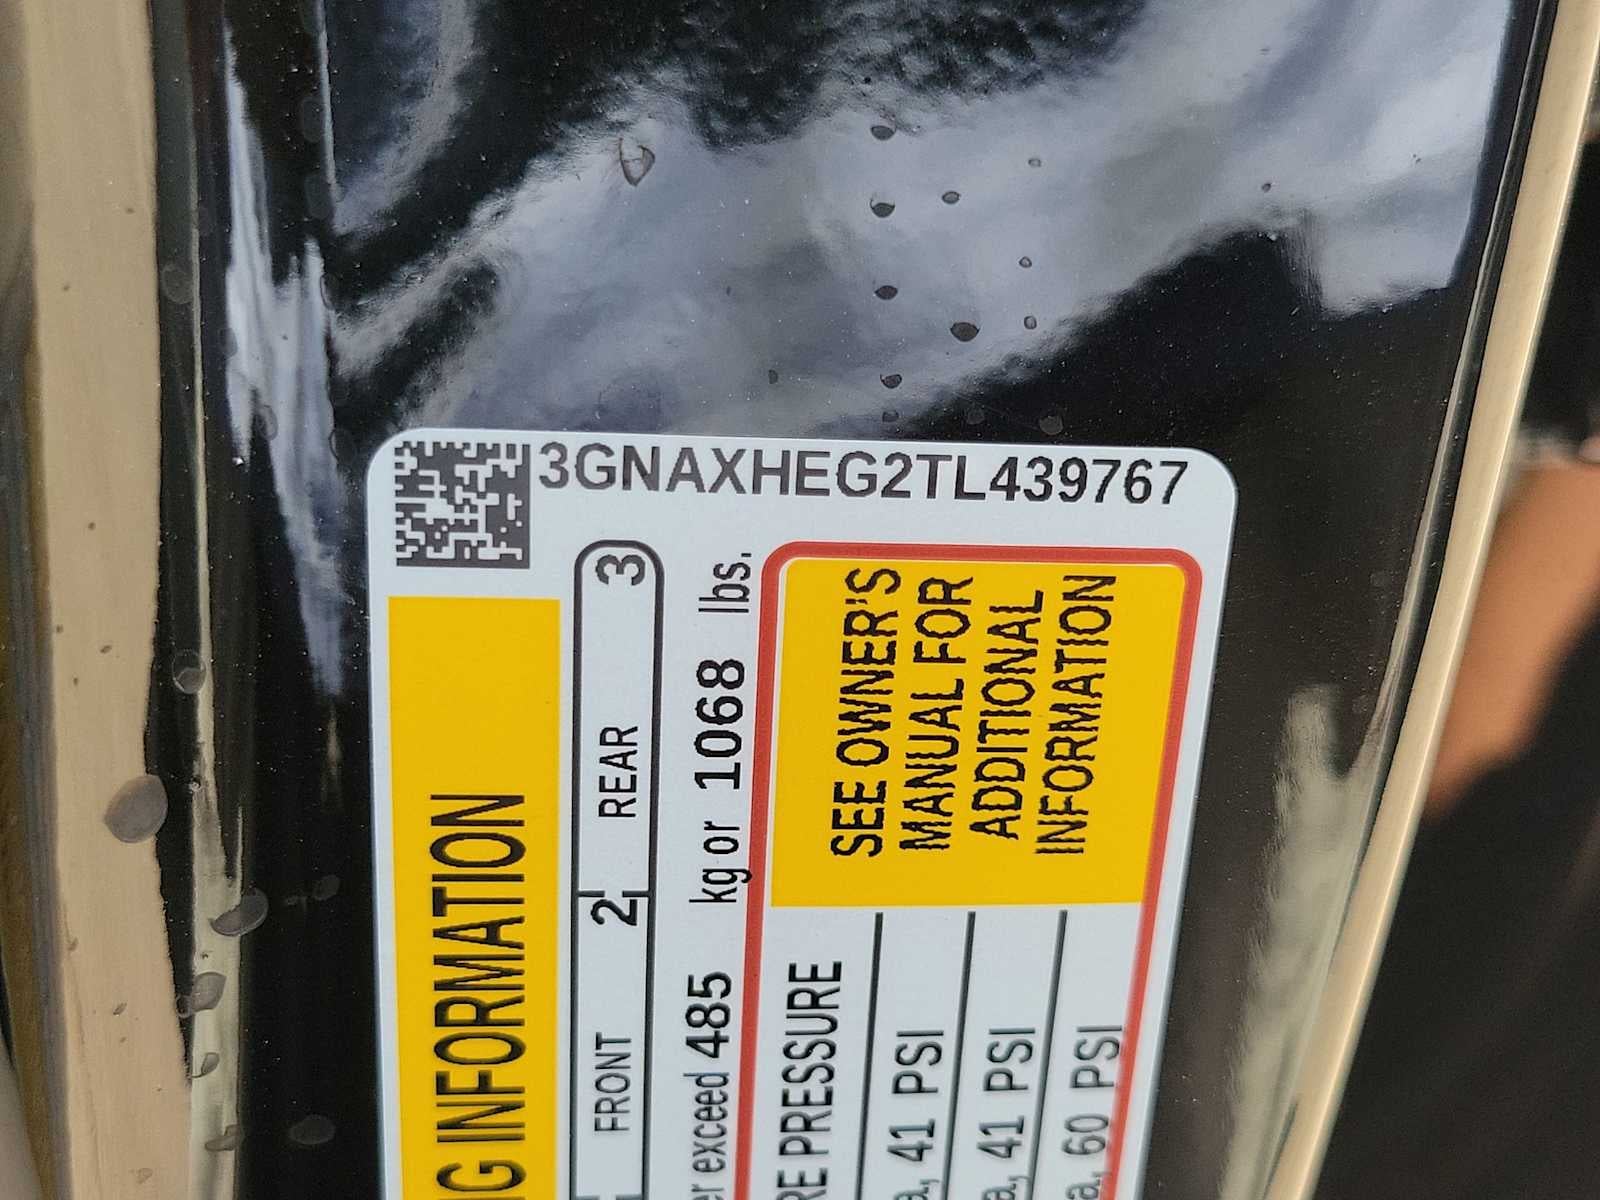 3GNAXHEG2TL439767
INFORMATION
FRONT 2 REAR 3
exceed 485 kg or 1068 lbs.
PRESSURE
41 PSI
41 PSI
60 PSI
SEE OWNER'S
MANUAL FOR
ADDITIONAL
INFORMATION